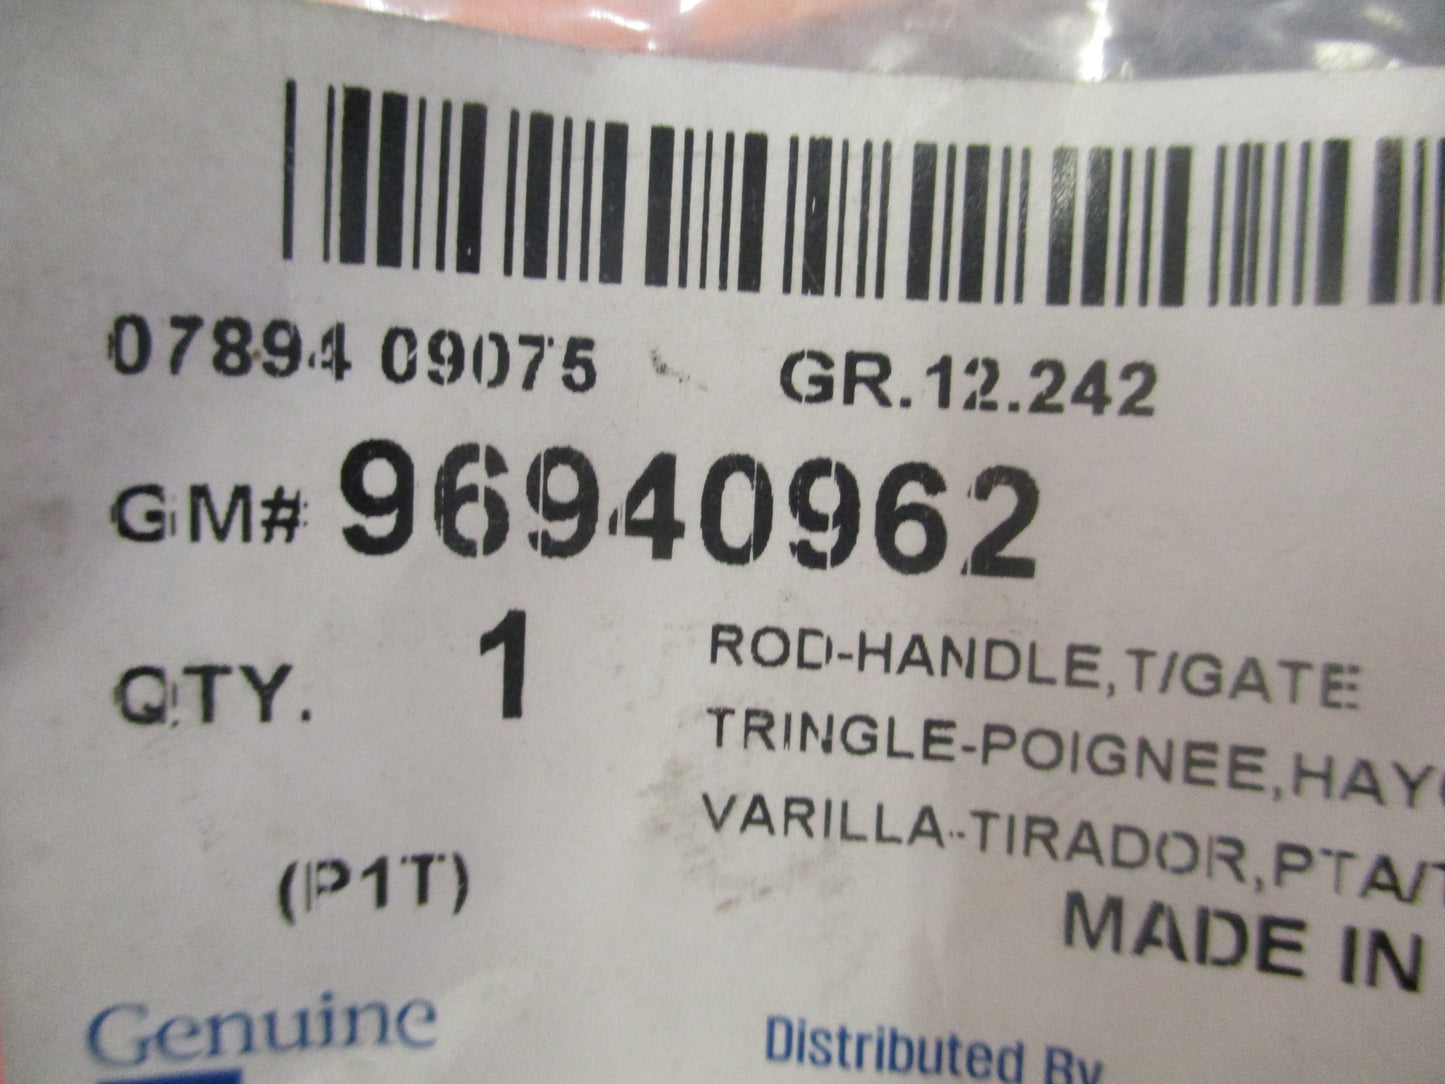 07894 09075 GR.12.242
GM# 96940962
QTY. 1
ROD-HANDLE,T/GATE
TRINGLE-POIGNEE,HAY
VARILLA-TIRADOR,PTA/
(P1T)
MADE IN
Genuine
Distributed By